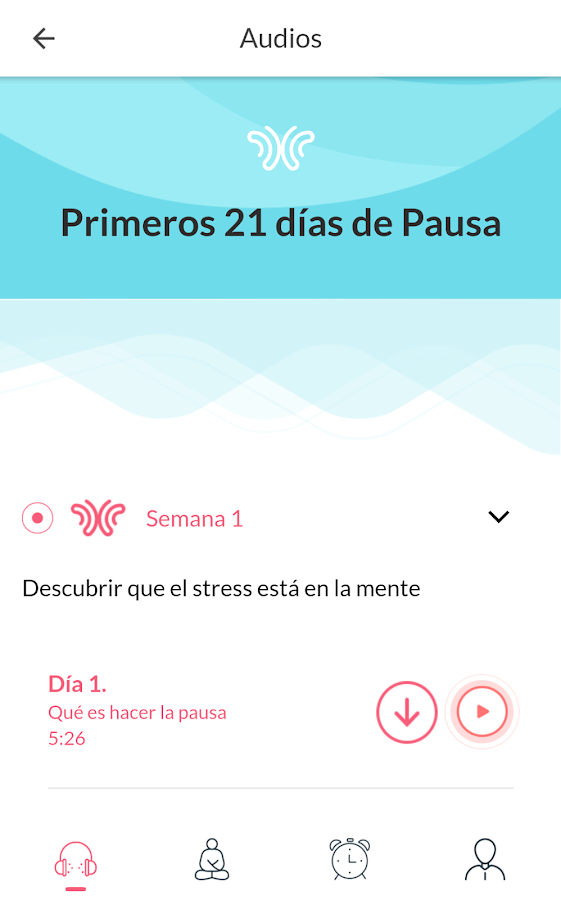 Audios
Primeros 21 días de Pausa
Semana 1
Descubrir que el stress está en la mente
Día 1.
Qué es hacer la pausa
5:26